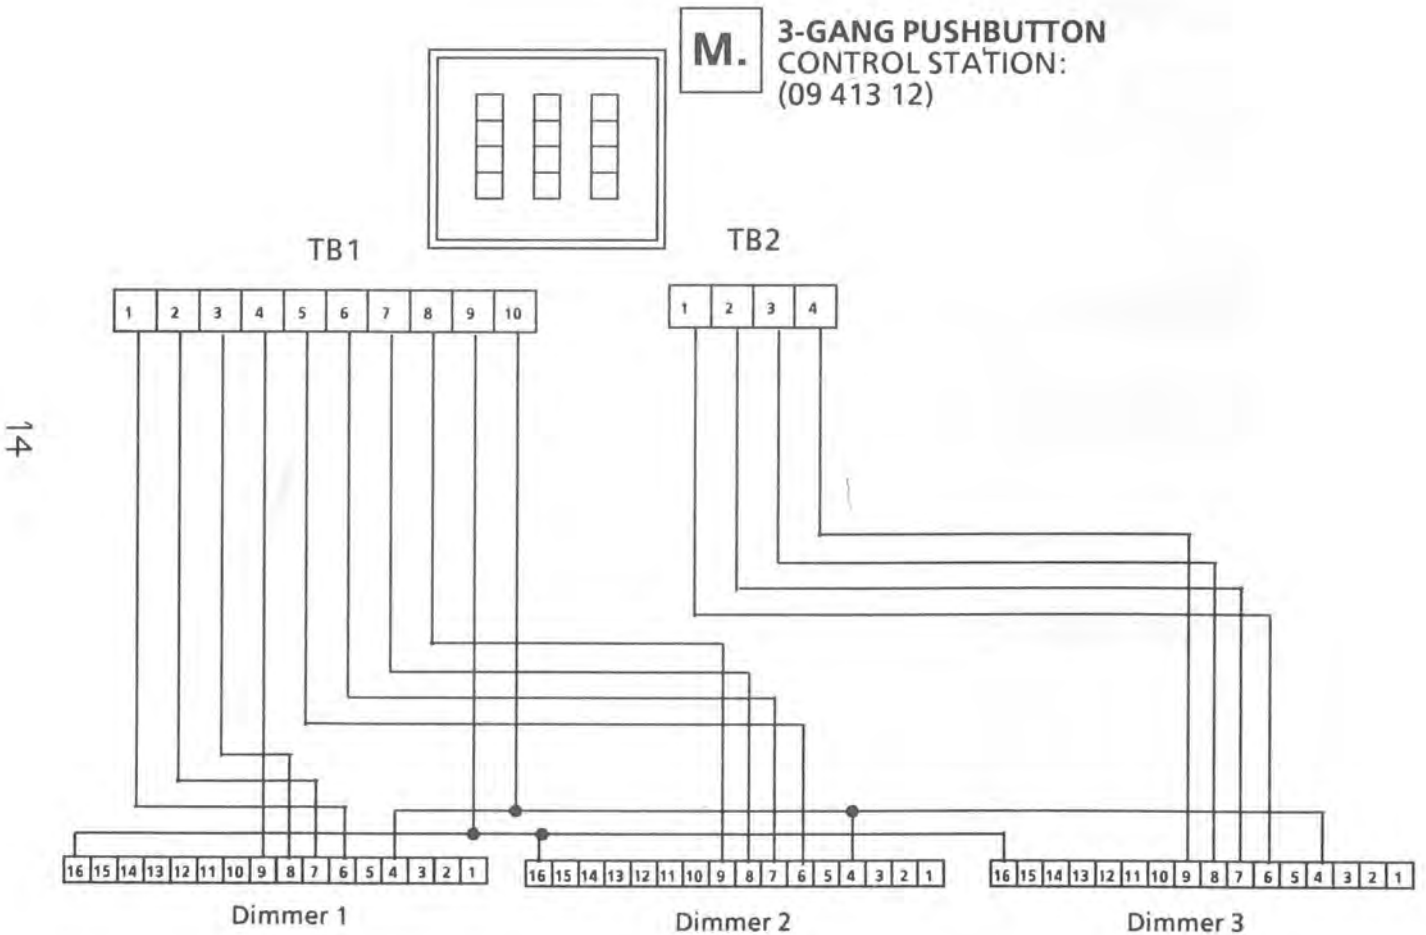 M.
3-GANG PUSHBUTTON
CONTROL STATION:
(09 413 12)
TB1
TB2
1 2 3 4 5 6 7 8 9 10
1 2 3 4
14
16 15 14 13 12 11 10 9 8 7 6 5 4 3 2 1
16 15 14 13 12 11 10 9 8 7 6 5 4 3 2 1
16 15 14 13 12 11 10 9 8 7 6 5 4 3 2 1
Dimmer 1
Dimmer 2
Dimmer 3